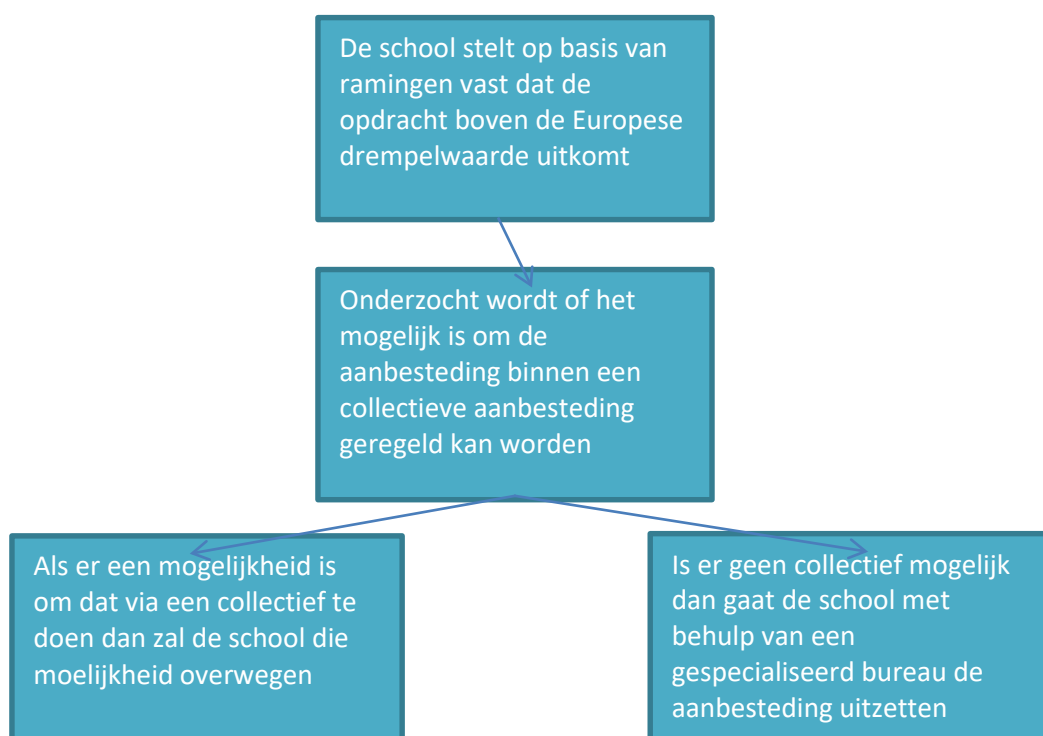 De school stelt op basis van
ramingen vast dat de
opdracht boven de Europese
drempelwaarde uitkomt
Onderzocht wordt of het
mogelijk is om de
aanbesteding binnen een
collectieve aanbesteding
geregeld kan worden
Als er een mogelijkheid is
om dat via een collectief te
doen dan zal de school die
moelijkheid overwegen
Is er geen collectief mogelijk
dan gaat de school met
behulp van een
gespecialiseerd bureau de
aanbesteding uitzetten